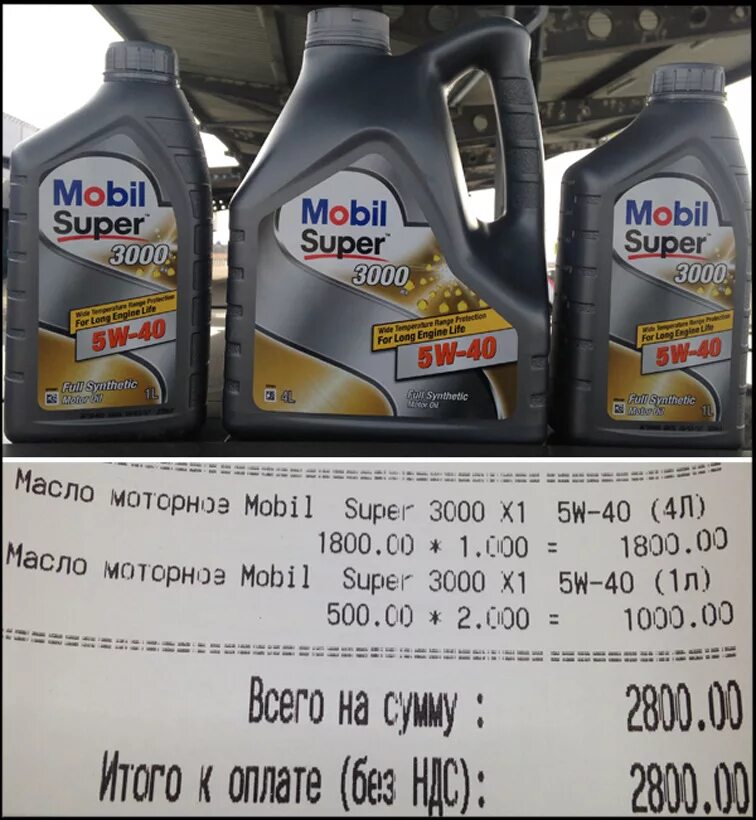 Mobil
Super™
3000
Wide Temperature Range Protection
For Long Engine Life
5W-40
Full Synthetic
Motor Oil
1L
Mobil
Super™
3000
X1
Wide Temperature Range Protection
For Long Engine Life
5W-40
Full Synthetic
Motor Oil
4L
Mobil
Super™
3000
Wide Temperature Range Protection
For Long Engine Life
5W-40
Full Synthetic
Motor Oil
1L
Масло моторное Mobil Super 3000 X1 5W-40 (4Л)
1800.00 * 1.000 = 1800.00
Масло моторное Mobil Super 3000 X1 5W-40 (1л)
500.00 * 2.000 = 1000.00
Всего на сумму : 2800.00
Итого к оплате (без НДС): 2800.00